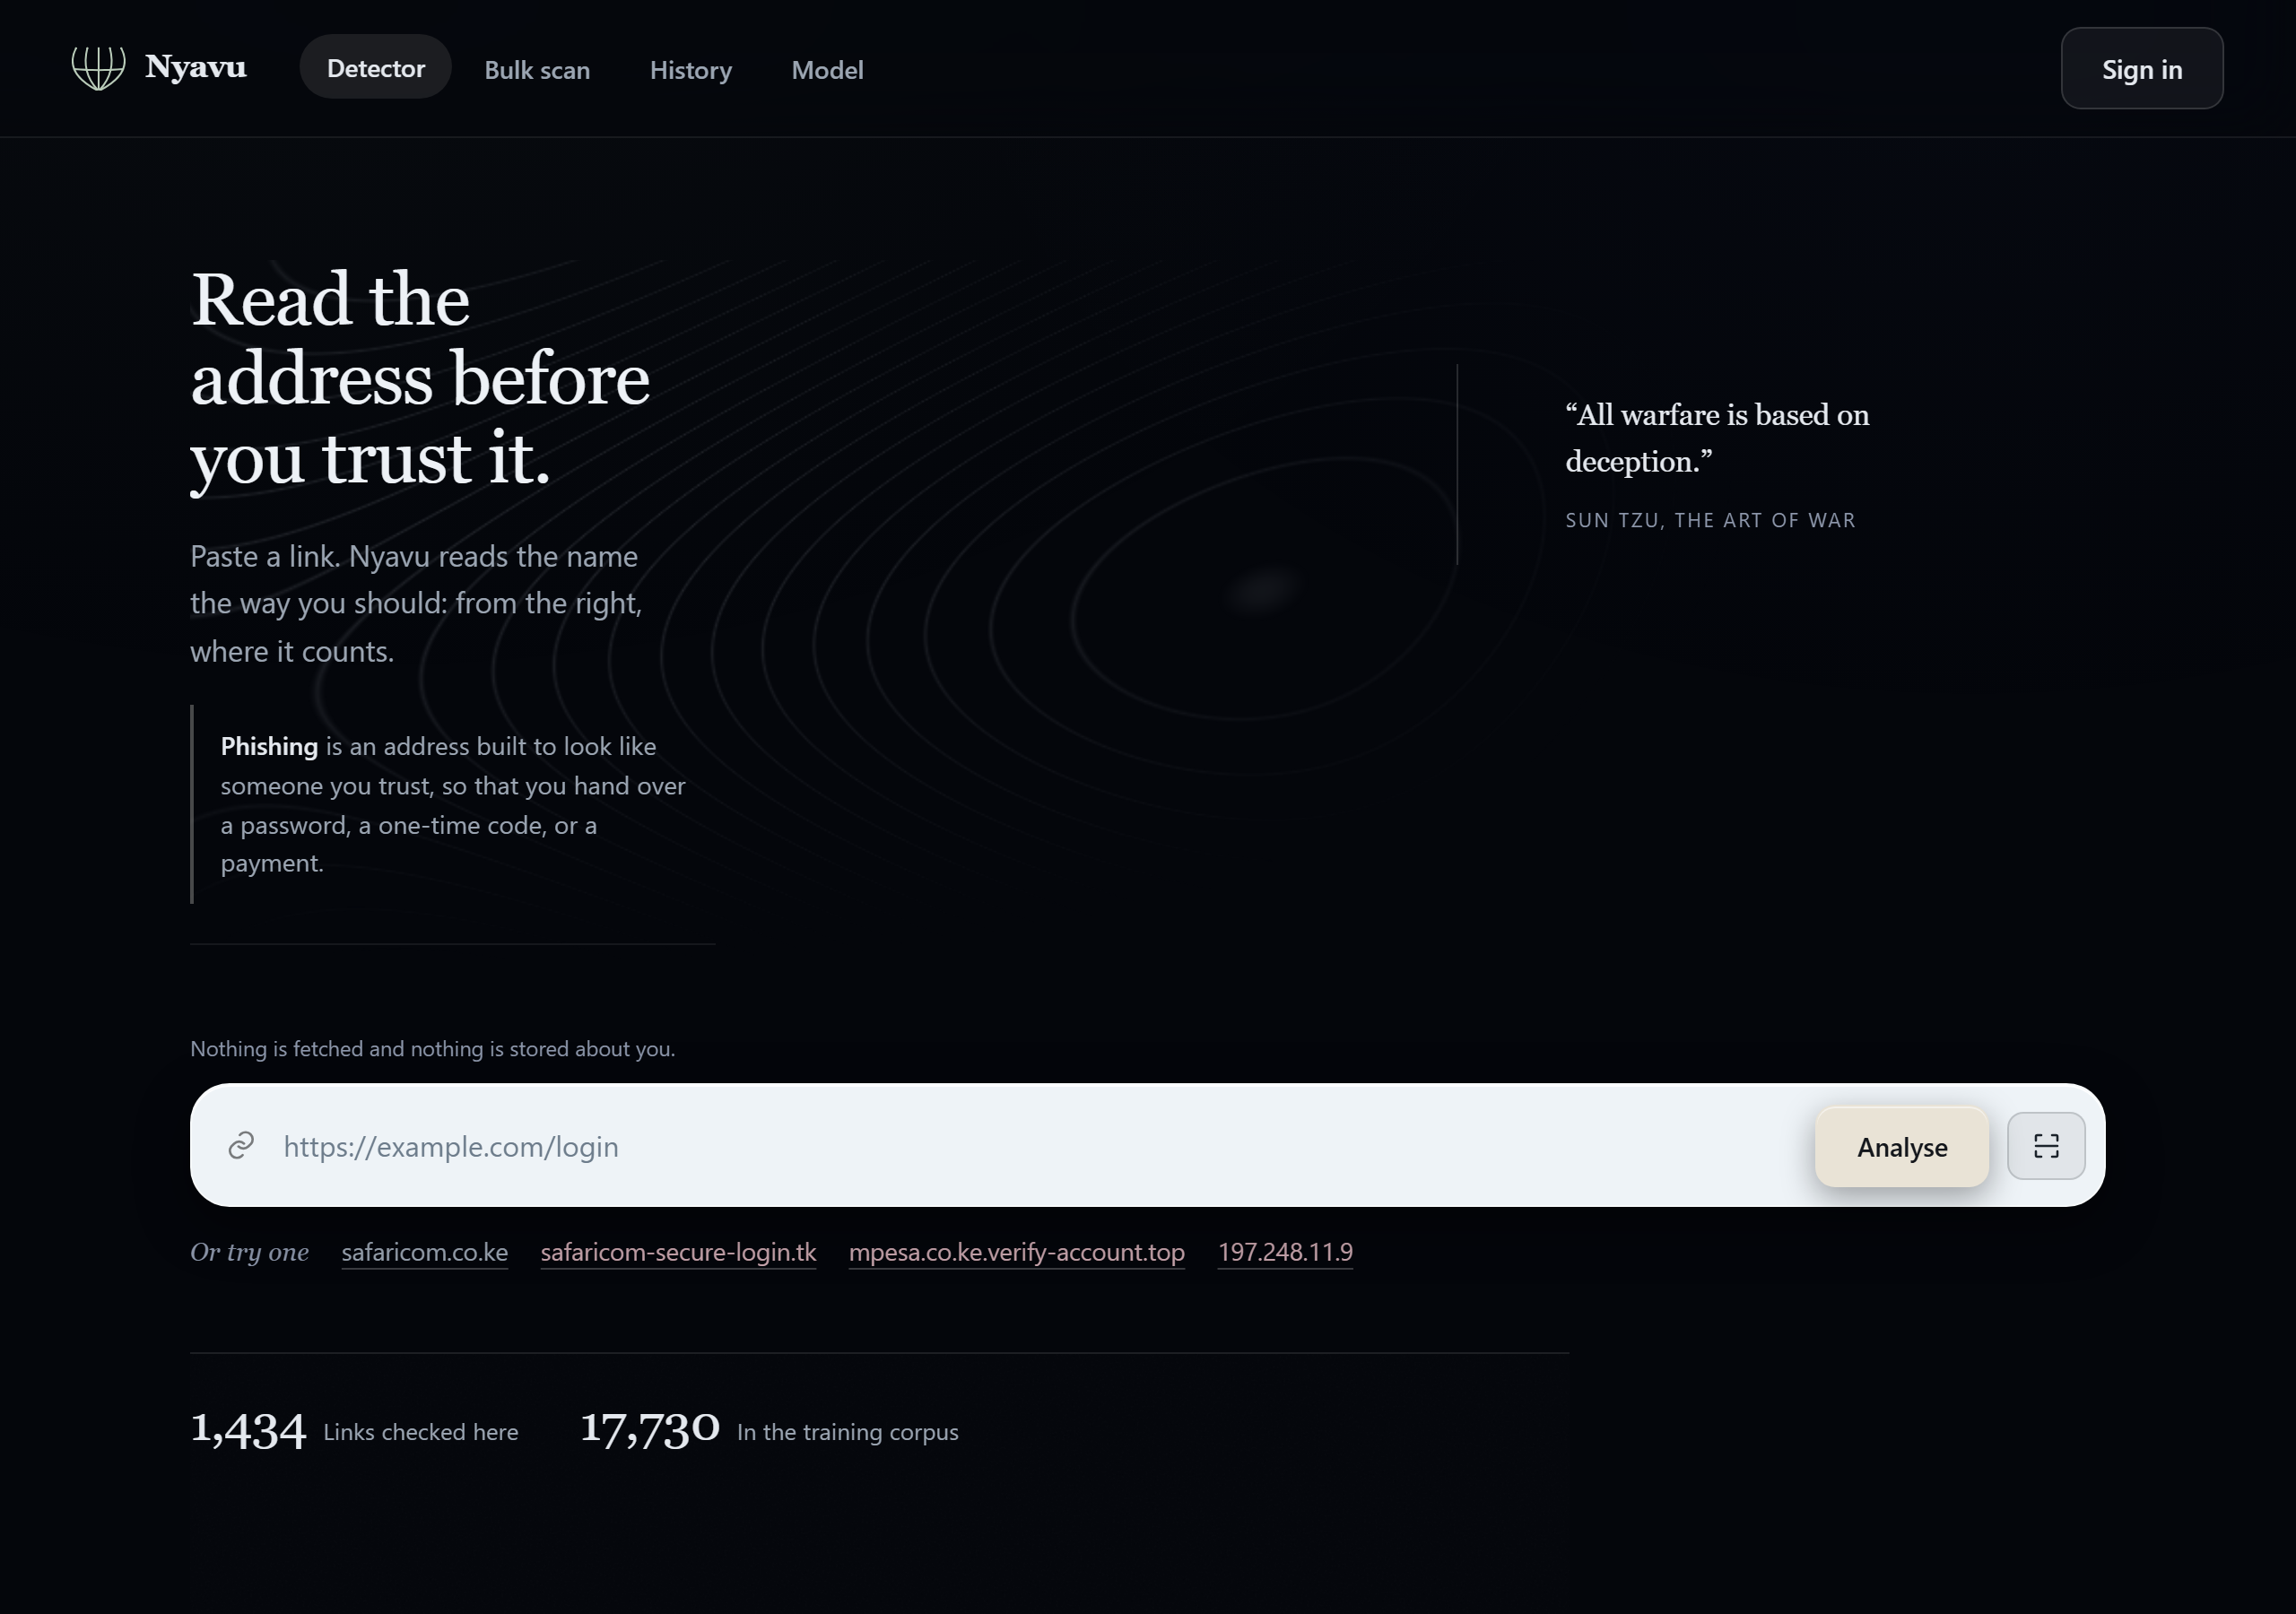 Nyavu
Detector
Bulk scan
History
Model
Sign in
Read the
address before
you trust it.
Paste a link. Nyavu reads the name
the way you should: from the right,
where it counts.
Phishing is an address built to look like
someone you trust, so that you hand over
a password, a one-time code, or a
payment.
“All warfare is based on
deception.”
SUN TZU, THE ART OF WAR
Nothing is fetched and nothing is stored about you.
https://example.com/login
Analyse
Or try one safaricom.co.ke safaricom-secure-login.tk mpesa.co.ke.verify-account.top 197.248.11.9
1,434 Links checked here 17,730 In the training corpus